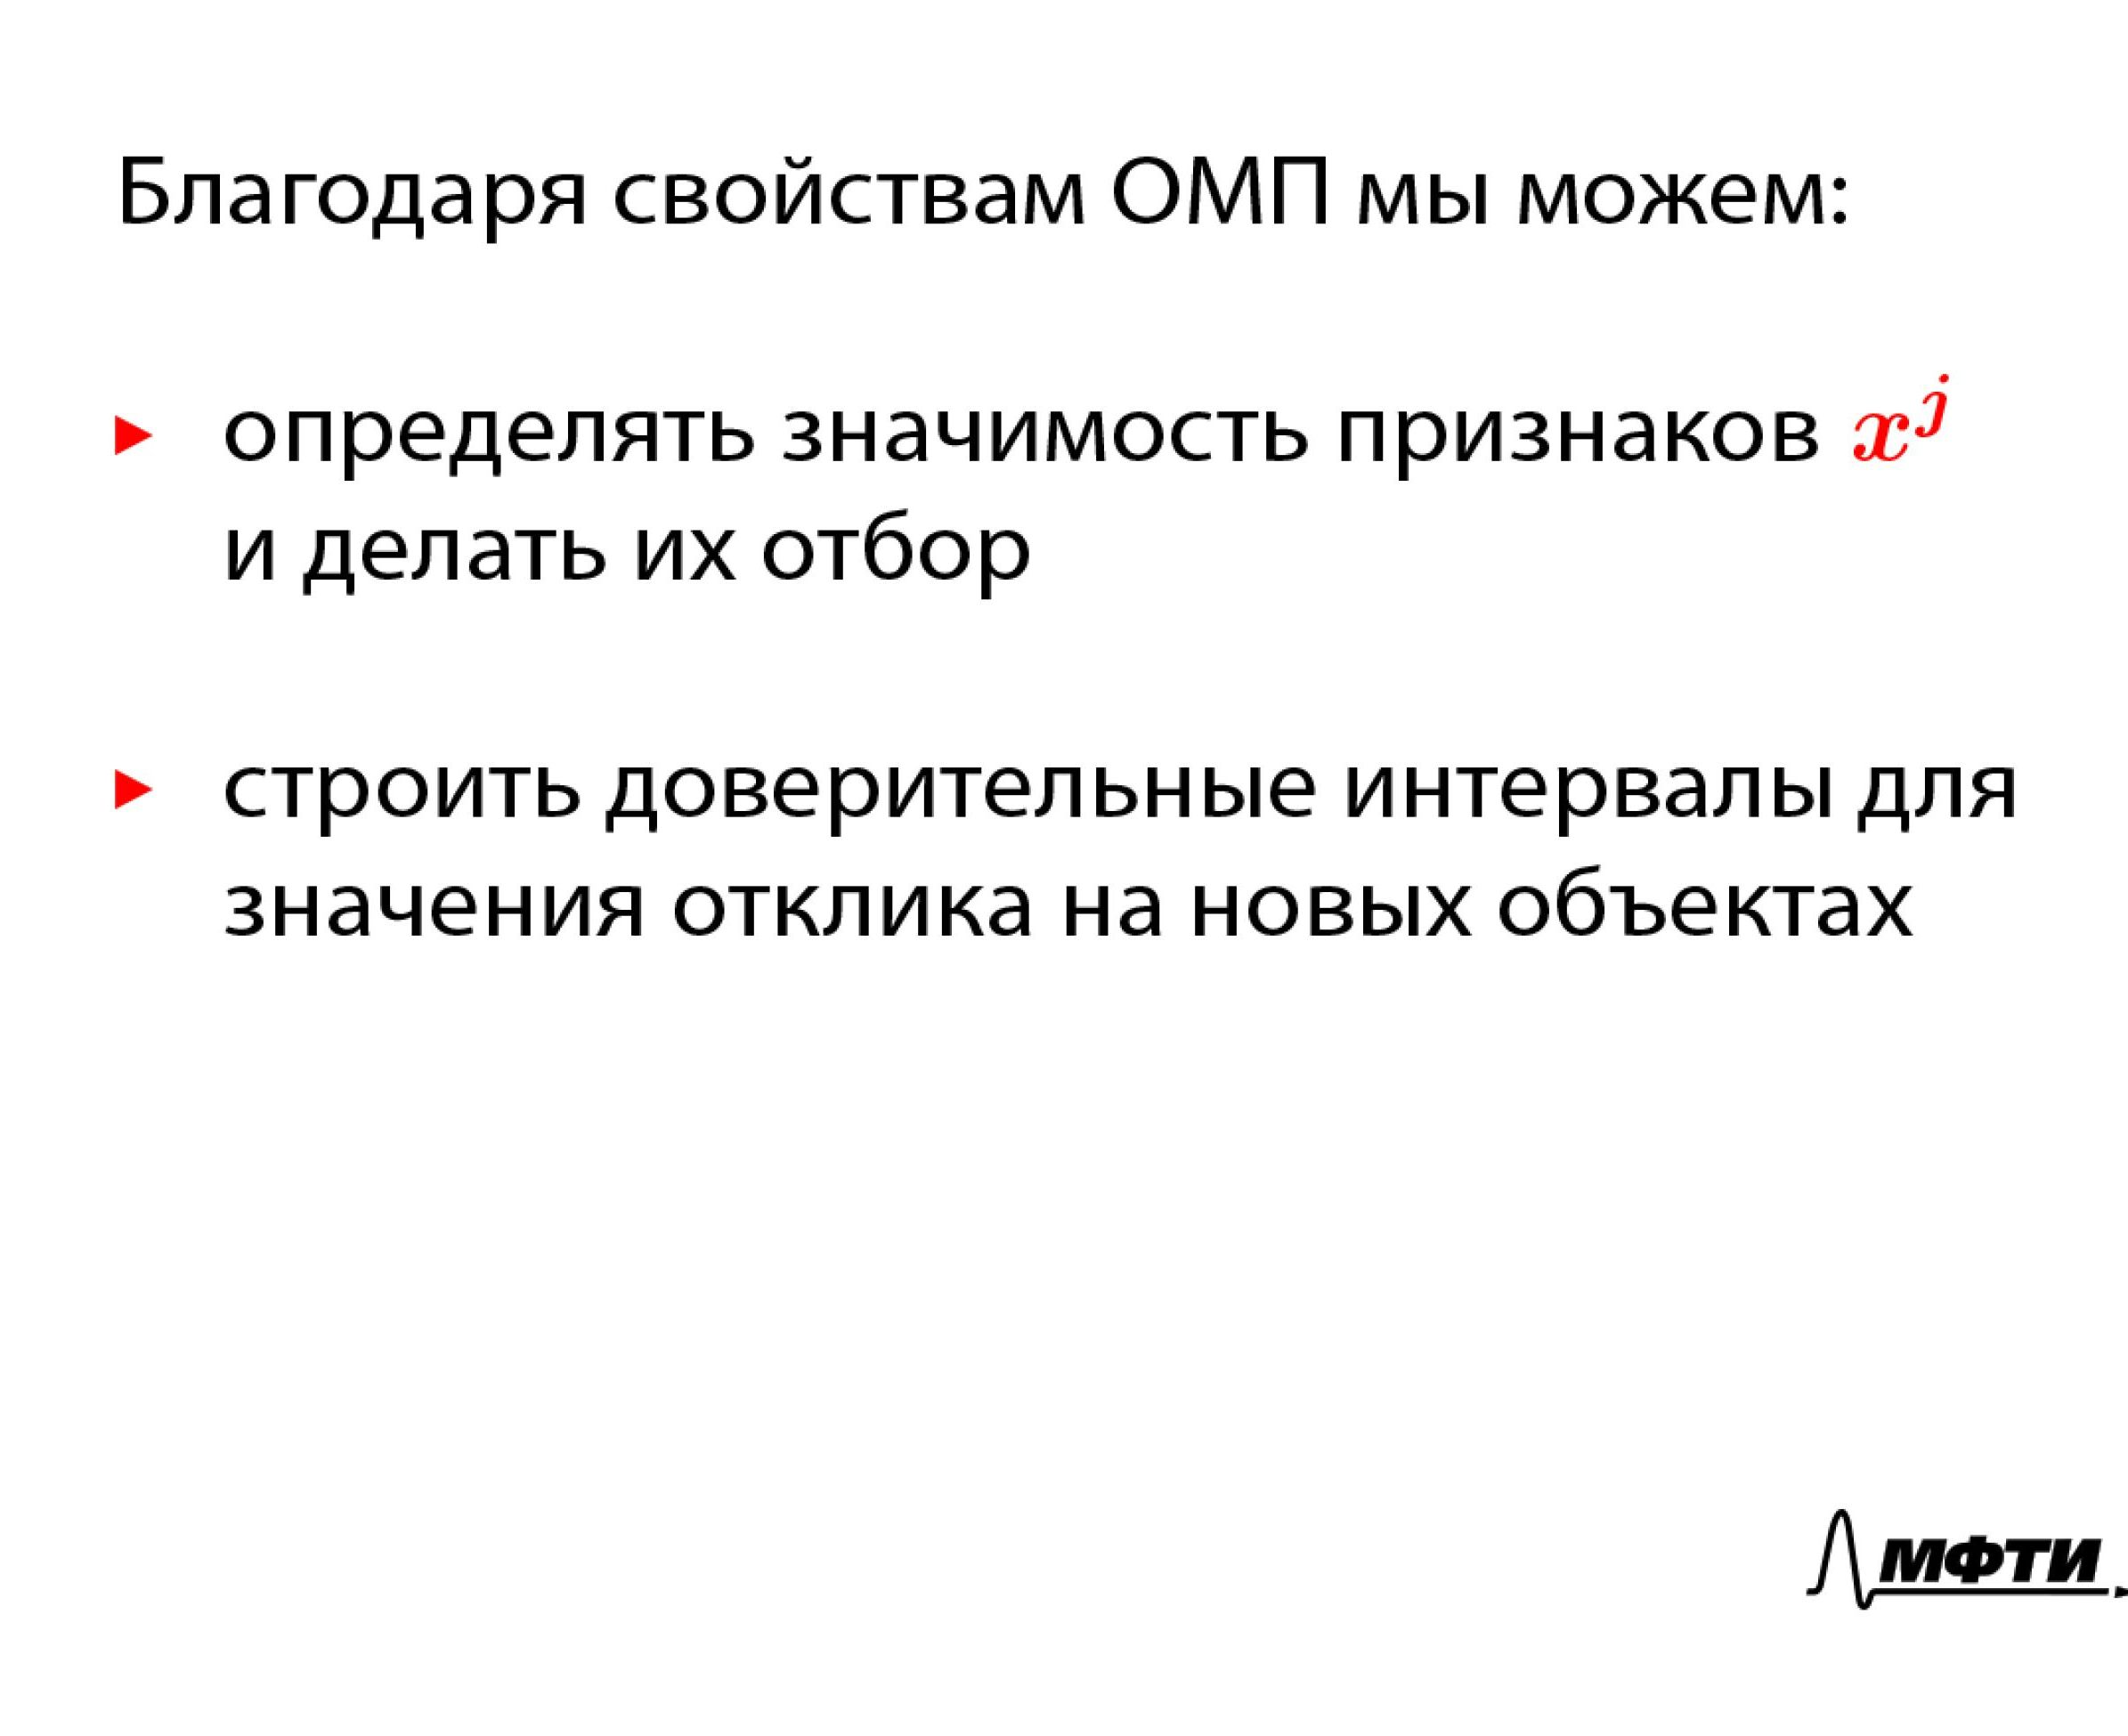 Благодаря свойствам ОМП мы можем:
► определять значимость признаков xʲ
и делать их отбор
► строить доверительные интервалы для
значения отклика на новых объектах
МФТИ